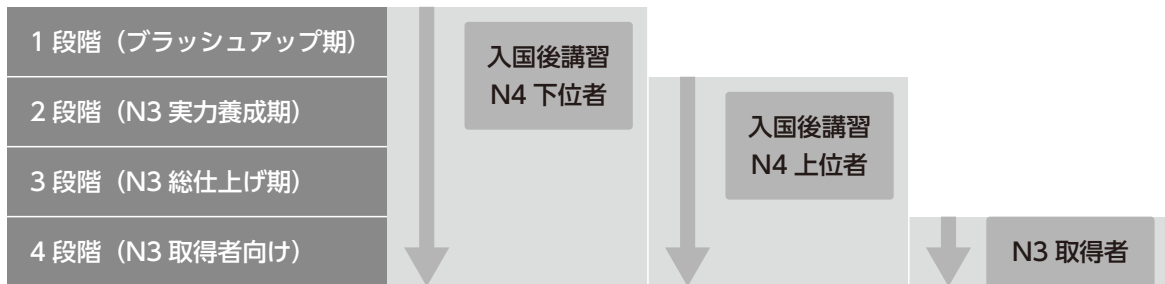 1 段階（ブラッシュアップ期）
2 段階（N3 実力養成期）
3 段階（N3 総仕上げ期）
4 段階（N3 取得者向け）
入国後講習
N4 下位者
入国後講習
N4 上位者
N3 取得者